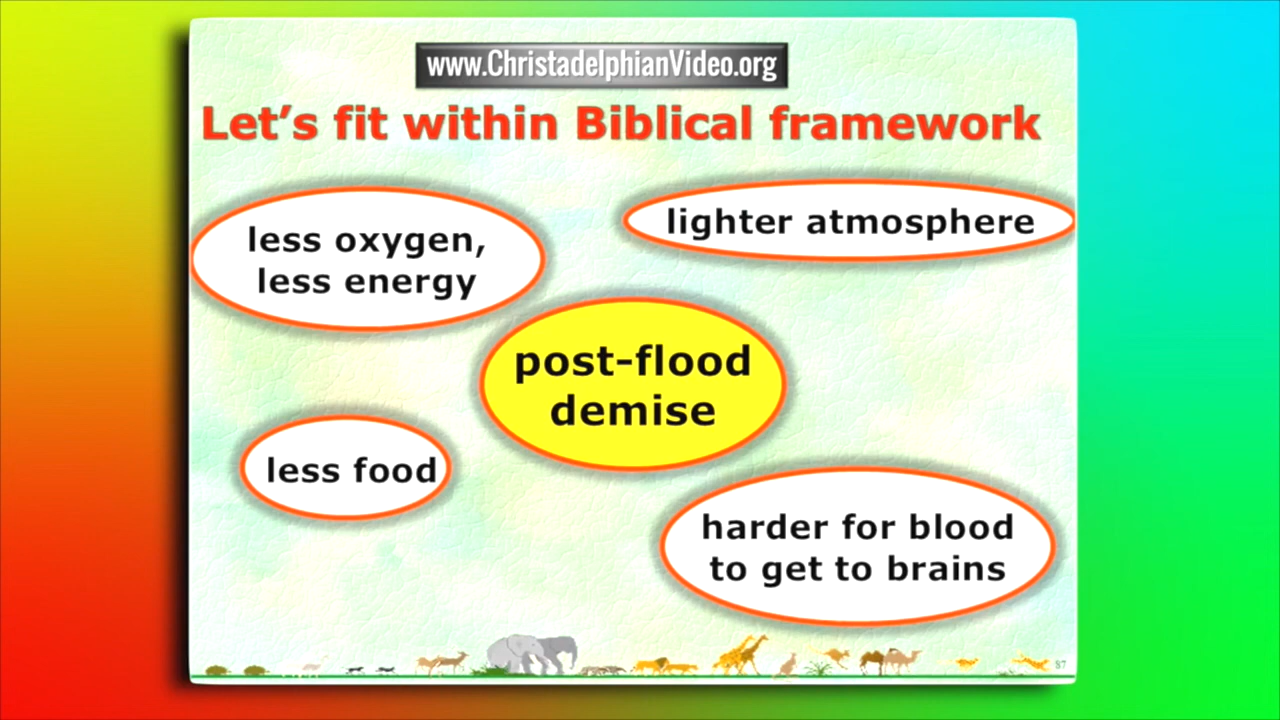 www.ChristadelphianVideo.org
Let's fit within Biblical framework
less oxygen,
less energy
lighter atmosphere
post-flood
demise
less food
harder for blood
to get to brains
87